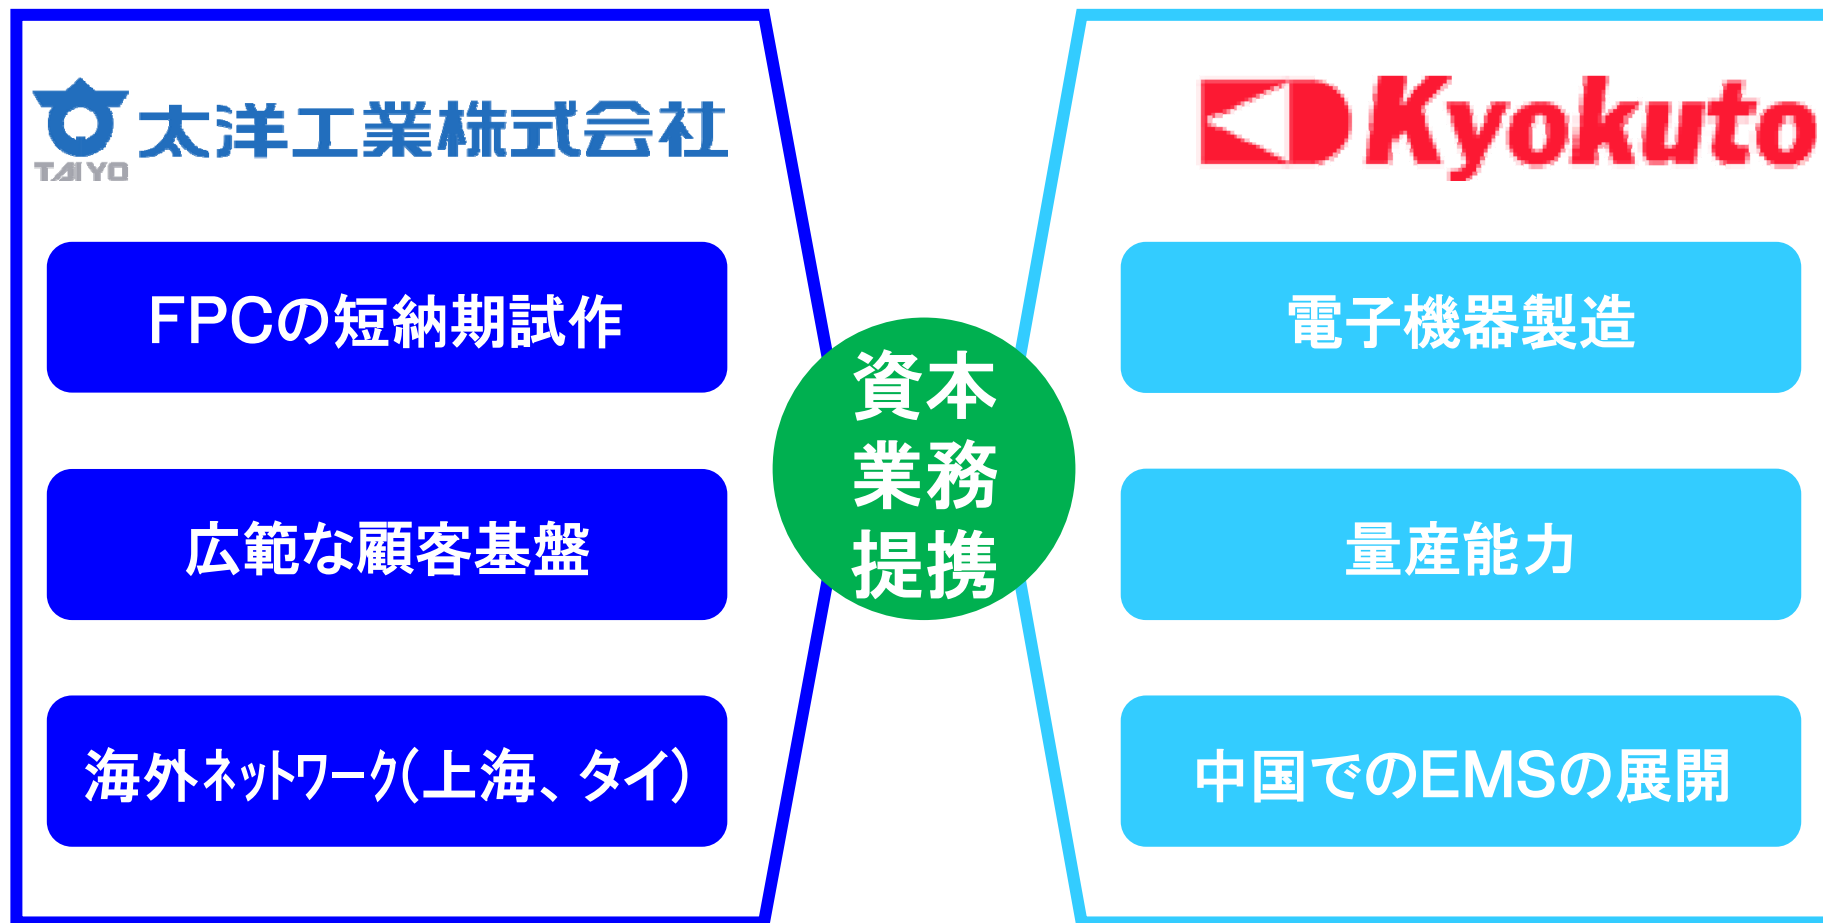 太洋工業株式会社
TAIYO
FPCの短納期試作
広範な顧客基盤
海外ネットワーク(上海、タイ)
資本
業務
提携
Kyokuto
電子機器製造
量産能力
中国でのEMSの展開